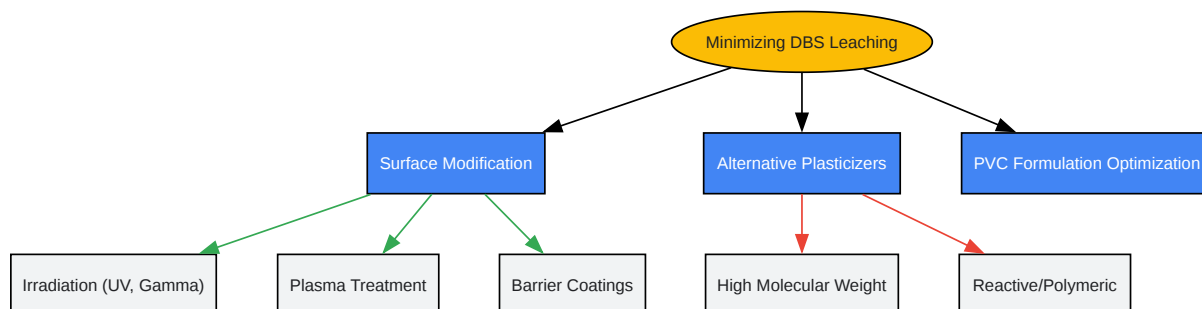 Minimizing DBS Leaching
Surface Modification
Alternative Plasticizers
PVC Formulation Optimization
Irradiation (UV, Gamma)
Plasma Treatment
Barrier Coatings
High Molecular Weight
Reactive/Polymeric